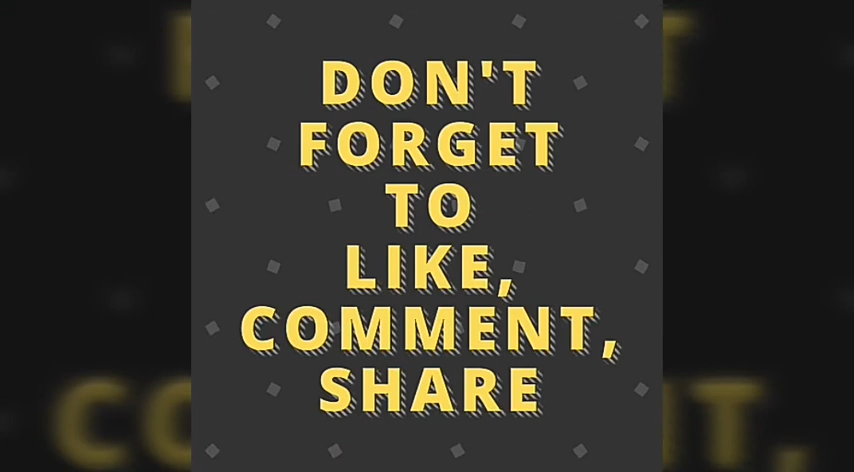 DON'T
FORGET
TO
LIKE,
COMMENT,
SHARE